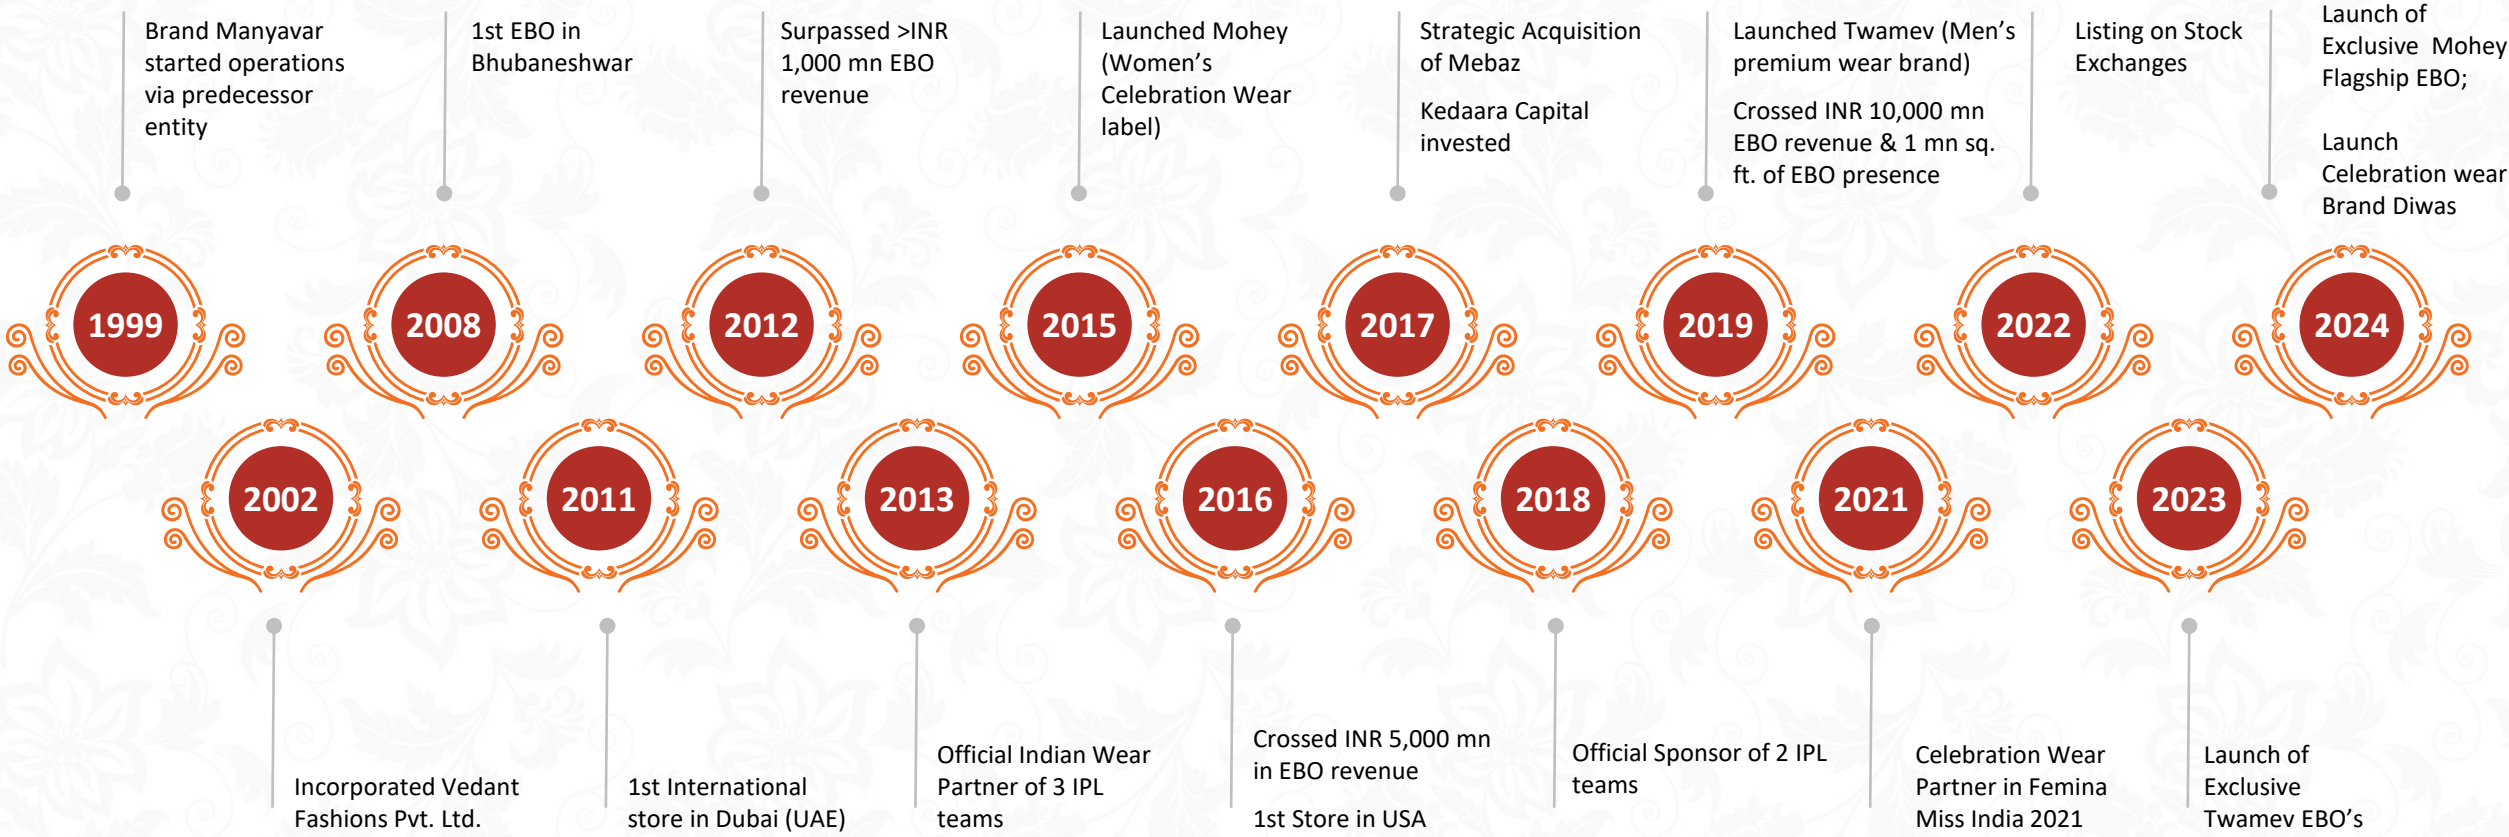 Brand Manyavar
started operations
via predecessor
entity
1st EBO in
Bhubaneshwar
Surpassed >INR
1,000 mn EBO
revenue
Launched Mohey
(Women’s
Celebration Wear
label)
Strategic Acquisition
of Mebaz
Kedaara Capital
invested
Launched Twamev (Men’s
premium wear brand)
Crossed INR 10,000 mn
EBO revenue & 1 mn sq.
ft. of EBO presence
Listing on Stock
Exchanges
Launch of
Exclusive Mohey
Flagship EBO;
Launch
Celebration wear
Brand Diwas
1999
2008
2012
2015
2017
2019
2022
2024
2002
2011
2013
2016
2018
2021
2023
Incorporated Vedant
Fashions Pvt. Ltd.
1st International
store in Dubai (UAE)
Official Indian Wear
Partner of 3 IPL
teams
Crossed INR 5,000 mn
in EBO revenue
1st Store in USA
Official Sponsor of 2 IPL
teams
Celebration Wear
Partner in Femina
Miss India 2021
Launch of
Exclusive
Twamev EBO’s